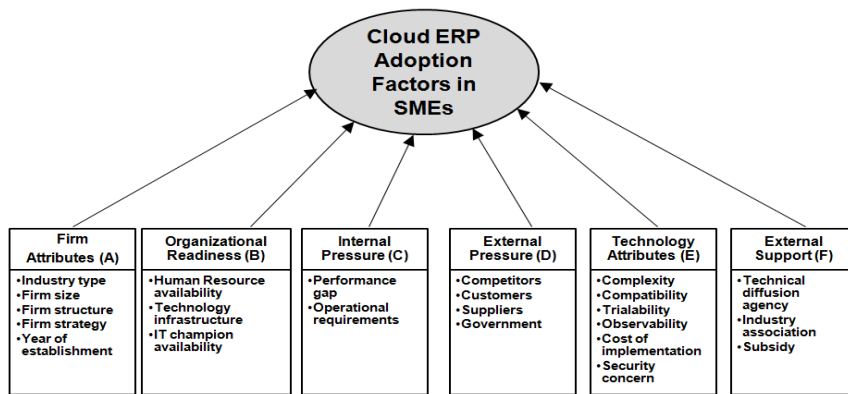 Cloud ERP
Adoption
Factors in
SMEs
Firm
Attributes (A)
•Industry type
•Firm size
•Firm structure
•Firm strategy
•Year of
establishment
Organizational
Readiness (B)
•Human Resource
availability
•Technology
infrastructure
•IT champion
availability
Internal
Pressure (C)
•Performance
gap
•Operational
requirements
External
Pressure (D)
•Competitors
•Customers
•Suppliers
•Government
Technology
Attributes (E)
•Complexity
•Compatibility
•Trialability
•Observability
•Cost of
implementation
•Security
concern
External
Support (F)
•Technical
diffusion
agency
•Industry
association
•Subsidy